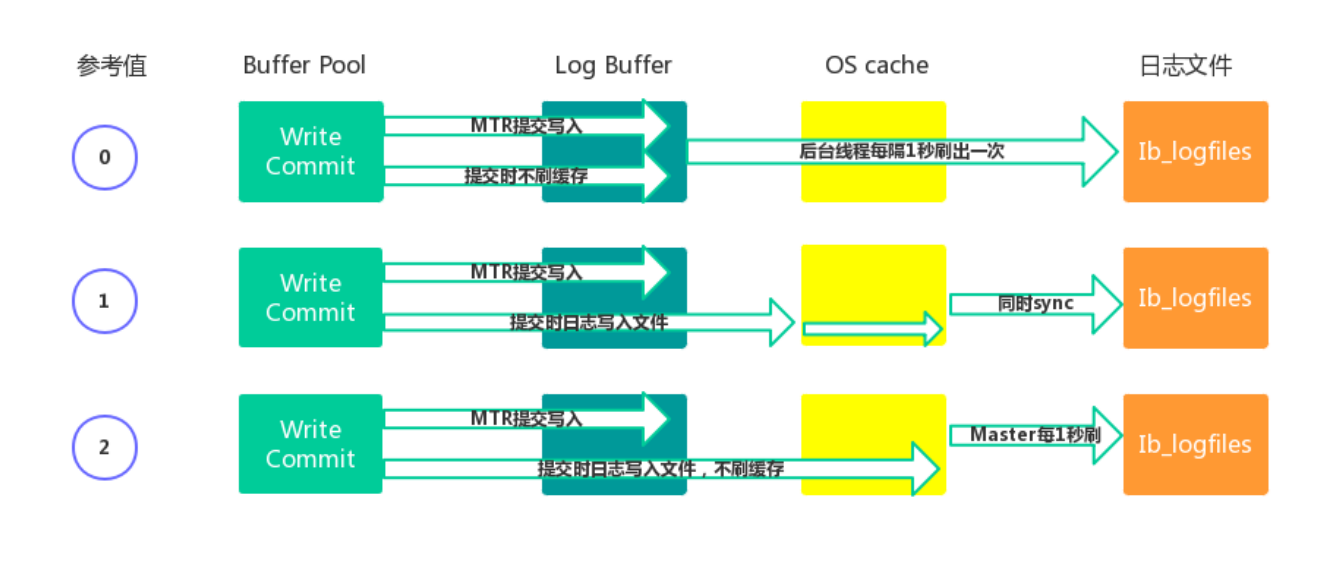 参考值 Buffer Pool Log Buffer OS cache 日志文件
0
Write
Commit
MTR提交写入
提交时不刷缓存
后台线程每隔1秒刷出一次
Ib_logfiles
1
Write
Commit
MTR提交写入
提交时日志写入文件
同时sync
Ib_logfiles
2
Write
Commit
MTR提交写入
提交时日志写入文件，不刷缓存
Master每1秒刷
Ib_logfiles